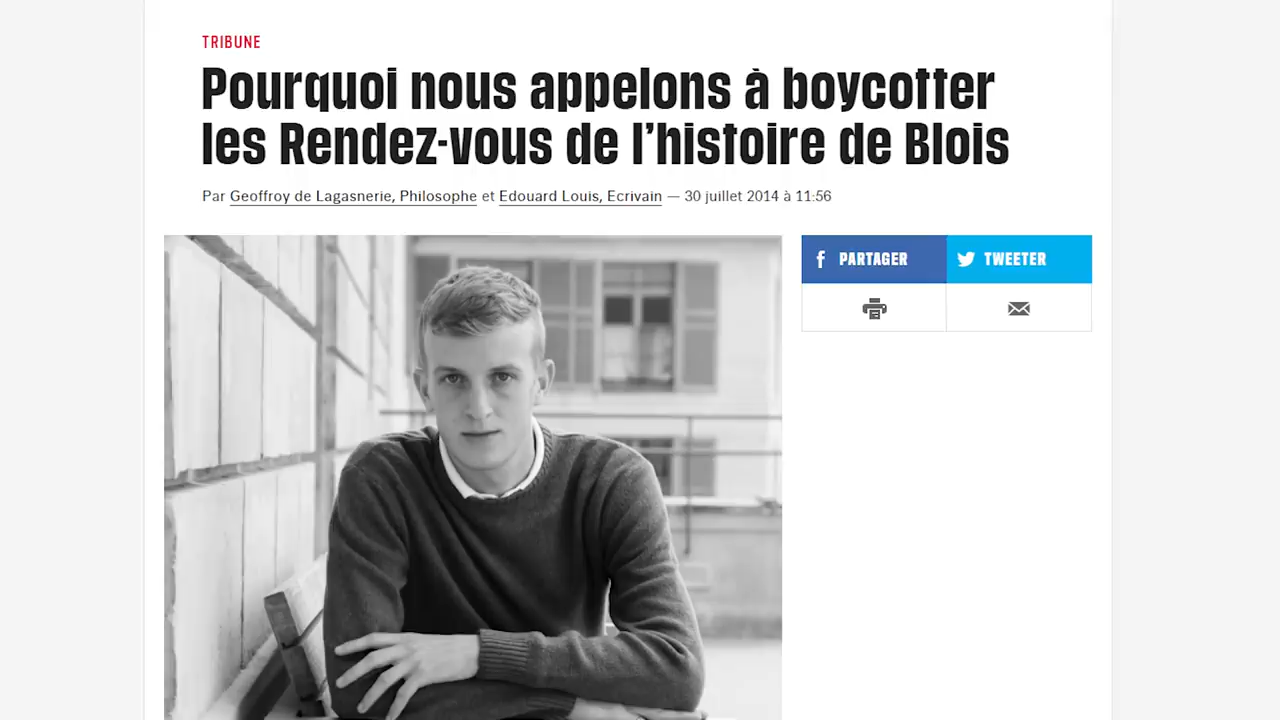 TRIBUNE
Pourquoi nous appelons à boycotter
les Rendez-vous de l’histoire de Blois
Par Geoffroy de Lagasnerie, Philosophe et Edouard Louis, Ecrivain — 30 juillet 2014 à 11:56
PARTAGER
TWEETER